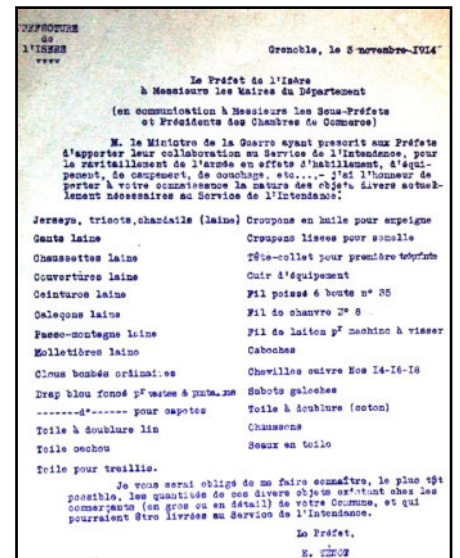 PREFECTURE
de
l'ISERE
****
Grenoble, le 3 novembre 1914
Le Préfet de l'Isère
à Messieurs les Maires du Département
(en communication à Messieurs les Sous-Préfets
et Présidents des Chambres de Commerce)
M. le Ministre de la Guerre ayant prescrit aux Préfets
d'apporter leur collaboration au Service de l'Intendance, pour
le ravitaillement de l'armée en effets d'habillement, d'équi-
pement, de campement, de couchage, etc....,- j'ai l'honneur de
porter à votre connaissance la nature des objets divers actuel-
lement nécessaires au Service de l'Intendance:
Jerseys, tricots, chandails (laine) Croupons en huile pour empeigne
Gants laine Croupons lissés pour semelle
Chaussettes laine Tête-collet pour première
Couvertures laine Cuir d'équipement
Ceintures laine Fil poissé 6 bouts n° 35
Caleçons laine Fil de chanvre N° 8
Passe-montagne laine Fil de laiton pr machine à visser
Molletières laine Caboches
Clous bombés ordinaires Chevilles cuivre Nos I4-I6-I8
Drap bleu foncé pr vestes & pantalons Sabots galoches
-------d°------ pour capotes Toile à doublure (coton)
Toile à doublure lin Chaussons
Toile cachou Seaux en toile
Toile pour treillis.
Je vous serai obligé de me faire connaître, le plus tôt
possible, les quantités de ces divers objets existant chez les
commerçants (en gros ou en détail) de votre Commune, et qui
pourraient être livrées au Service de l'Intendance.
Le Préfet,
E. TÉNOT